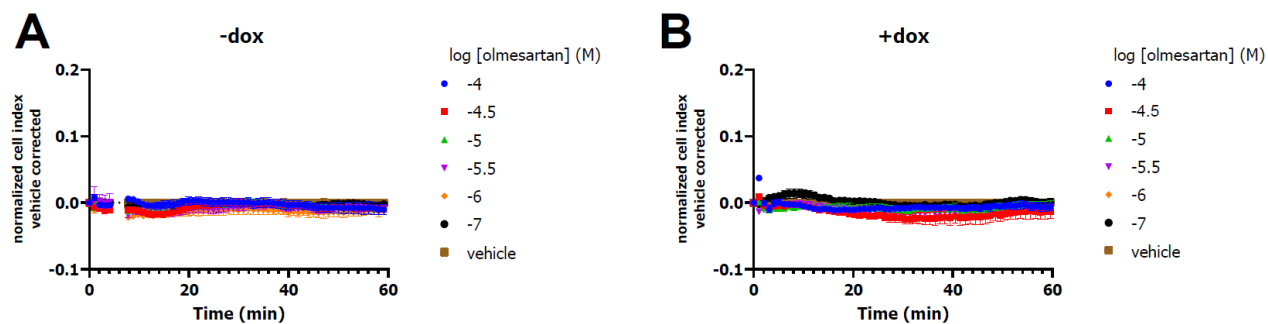 A
-dox
log [olmesartan] (M)
normalized cell index
vehicle corrected
0.2
0.1
0.0
-0.1
0
20
40
60
Time (min)
-4
-4.5
-5
-5.5
-6
-7
vehicle
B
+dox
log [olmesartan] (M)
normalized cell index
vehicle corrected
0.2
0.1
0.0
-0.1
0
20
40
60
Time (min)
-4
-4.5
-5
-5.5
-6
-7
vehicle